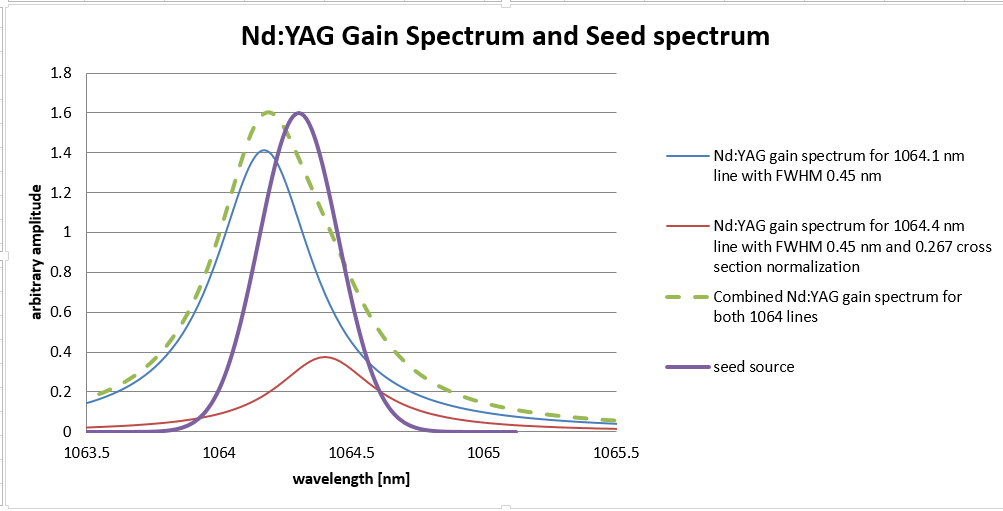 Nd:YAG Gain Spectrum and Seed spectrum
1.8
1.6
1.4
1.2
1
0.8
0.6
0.4
0.2
0
arbitrary amplitude
1063.5 1064 1064.5 1065 1065.5
wavelength [nm]
Nd:YAG gain spectrum for 1064.1 nm
line with FWHM 0.45 nm
Nd:YAG gain spectrum for 1064.4 nm
line with FWHM 0.45 nm and 0.267 cross
section normalization
Combined Nd:YAG gain spectrum for
both 1064 lines
seed source